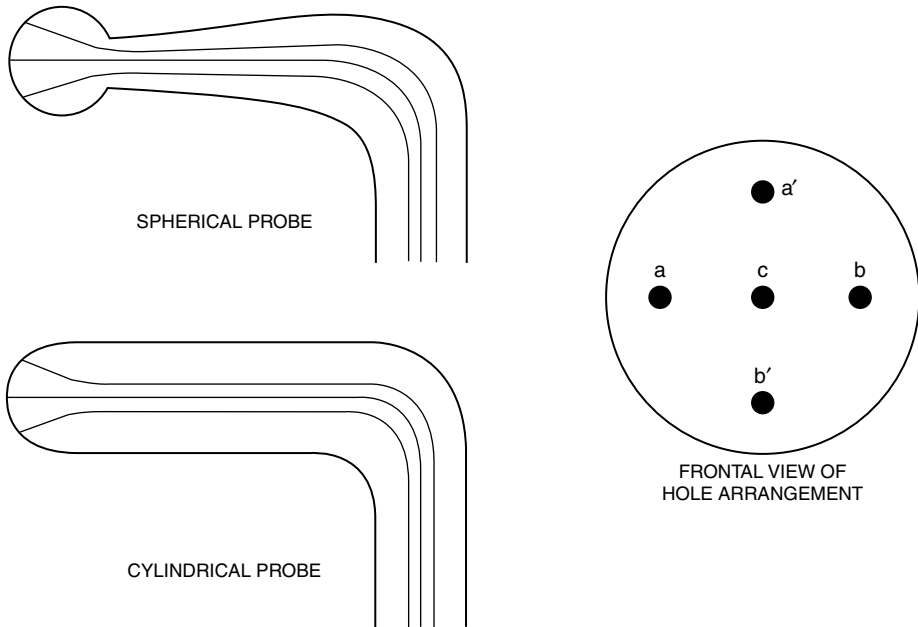 SPHERICAL PROBE
a′
a
c
b
b′
FRONTAL VIEW OF
HOLE ARRANGEMENT
CYLINDRICAL PROBE